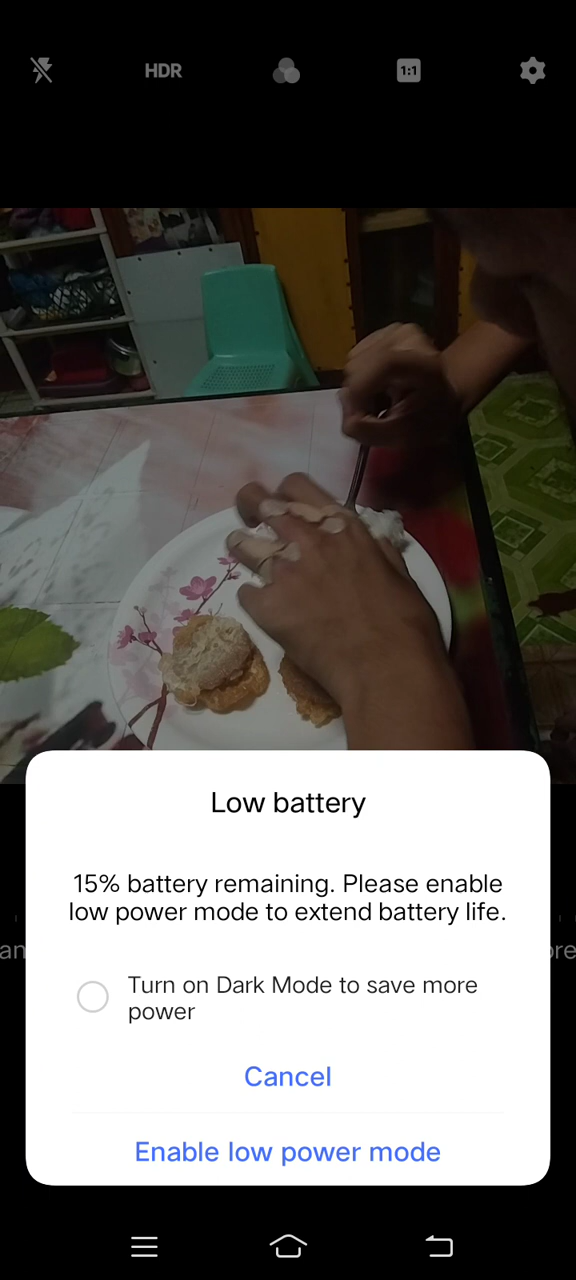 HDR
1:1
Low battery
15% battery remaining. Please enable
low power mode to extend battery life.
Turn on Dark Mode to save more
power
Cancel
Enable low power mode